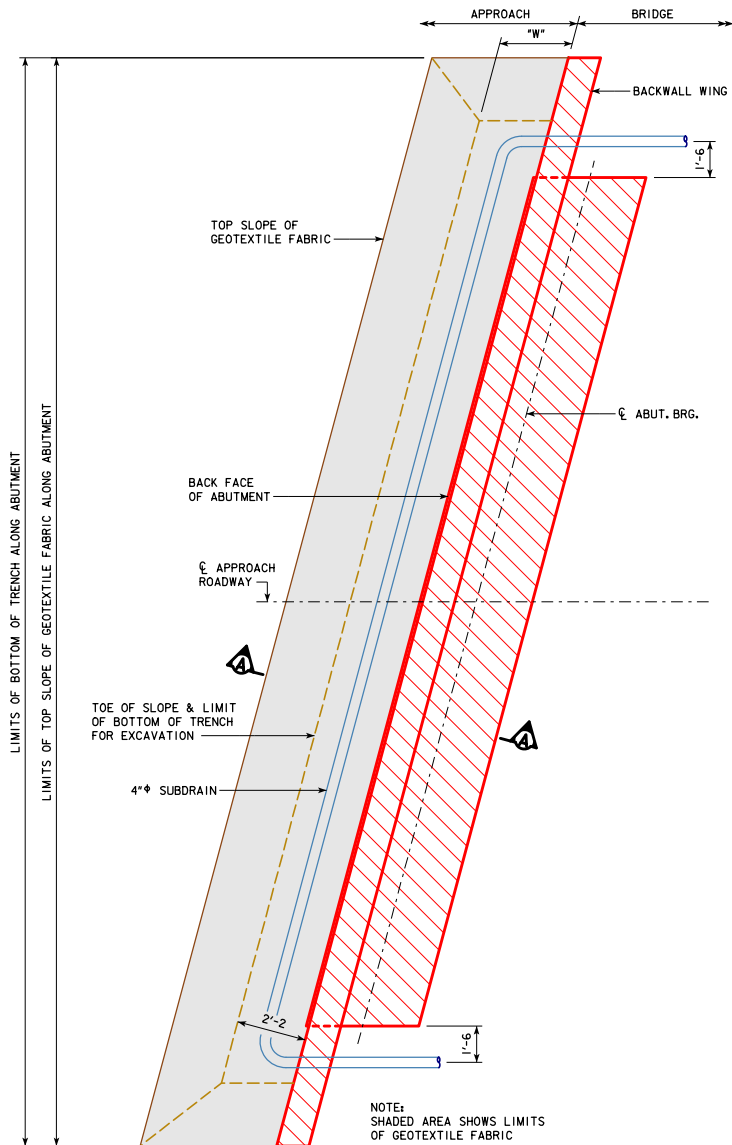 APPROACH
BRIDGE
"W"
BACKWALL WING
1'-6
TOP SLOPE OF
GEOTEXTILE FABRIC
℄ ABUT. BRG.
LIMITS OF BOTTOM OF TRENCH ALONG ABUTMENT
LIMITS OF TOP SLOPE OF GEOTEXTILE FABRIC ALONG ABUTMENT
BACK FACE
OF ABUTMENT
℄ APPROACH
ROADWAY
A
TOE OF SLOPE & LIMIT
OF BOTTOM OF TRENCH
FOR EXCAVATION
A
4"ϕ SUBDRAIN
2'-2
1'-6
NOTE:
SHADED AREA SHOWS LIMITS
OF GEOTEXTILE FABRIC